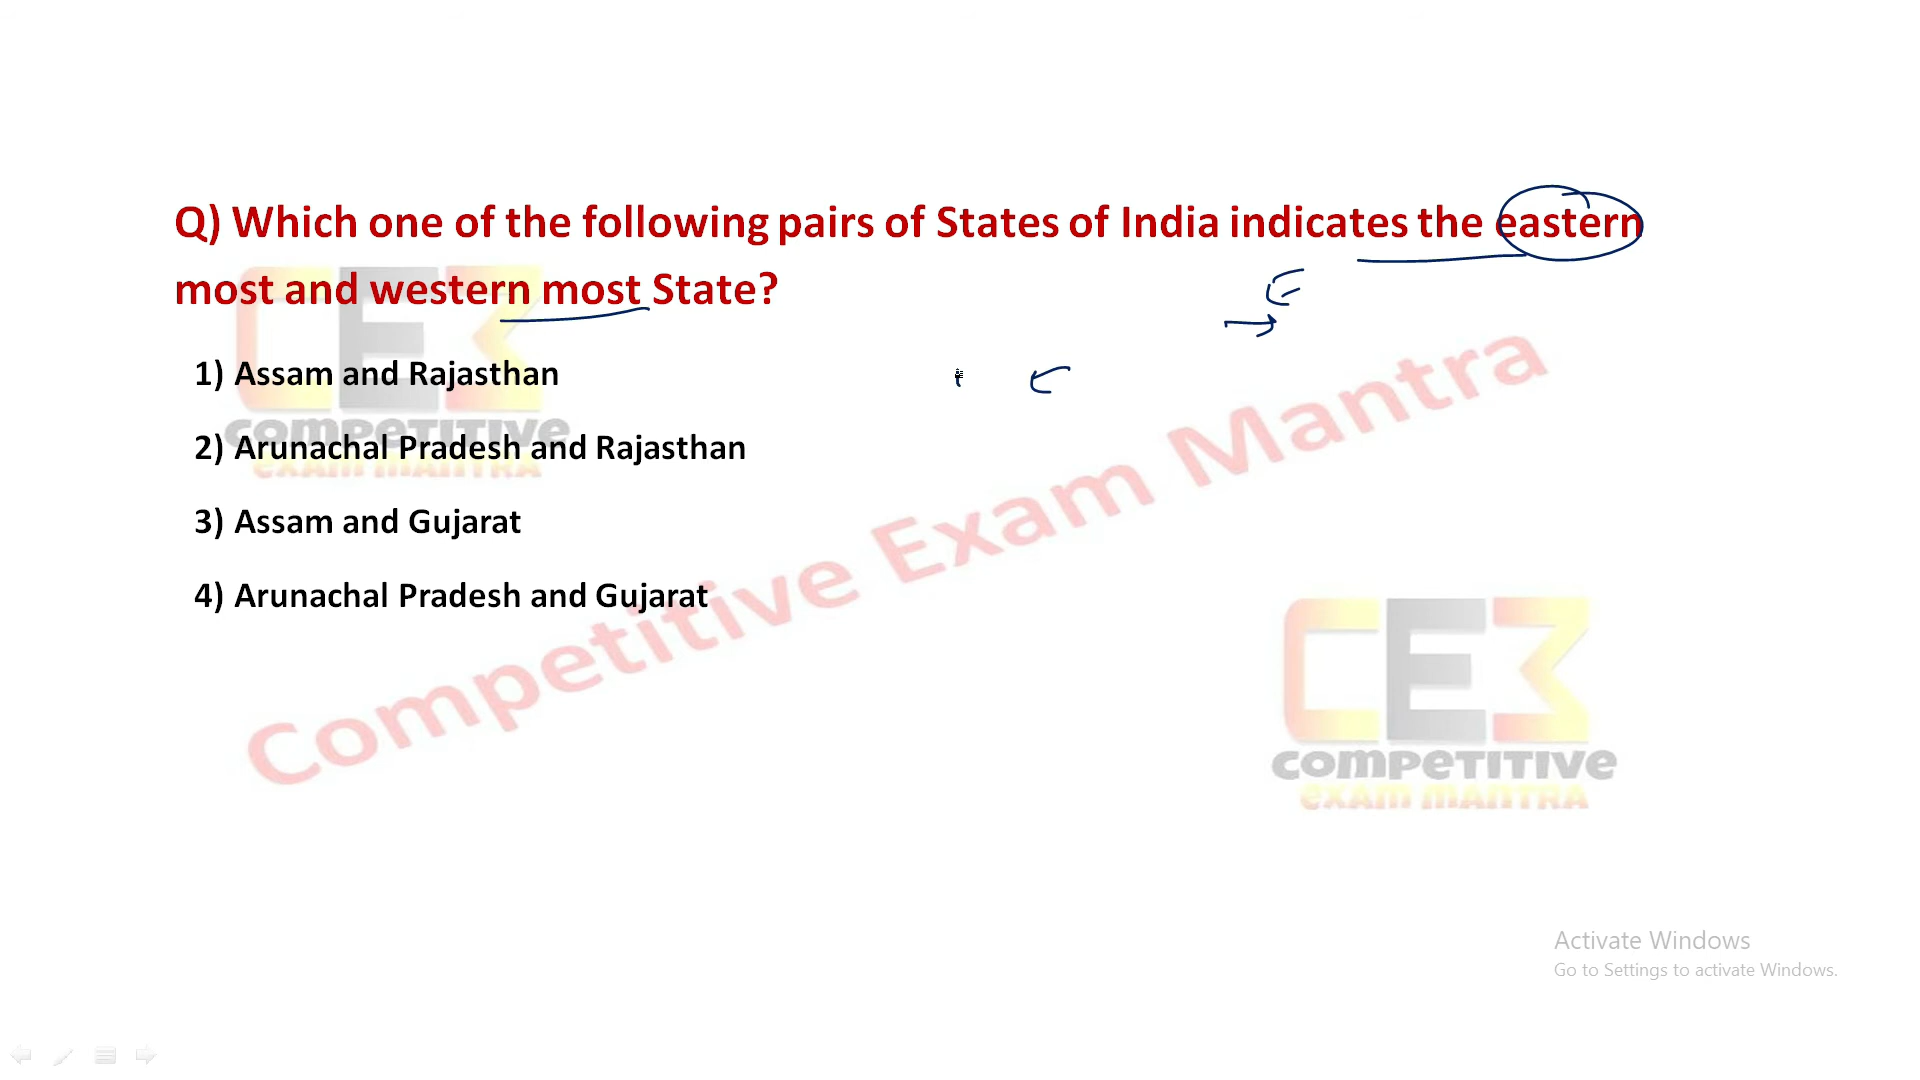 Q) Which one of the following pairs of States of India indicates the eastern
most and western most State?
E
1) Assam and Rajasthan
2) Arunachal Pradesh and Rajasthan
3) Assam and Gujarat
4) Arunachal Pradesh and Gujarat
CEM
COMPETITIVE
EXAM MANTRA
Competitive Exam Mantra
CEM
COMPETITIVE
EXAM MANTRA
Activate Windows
Go to Settings to activate Windows.